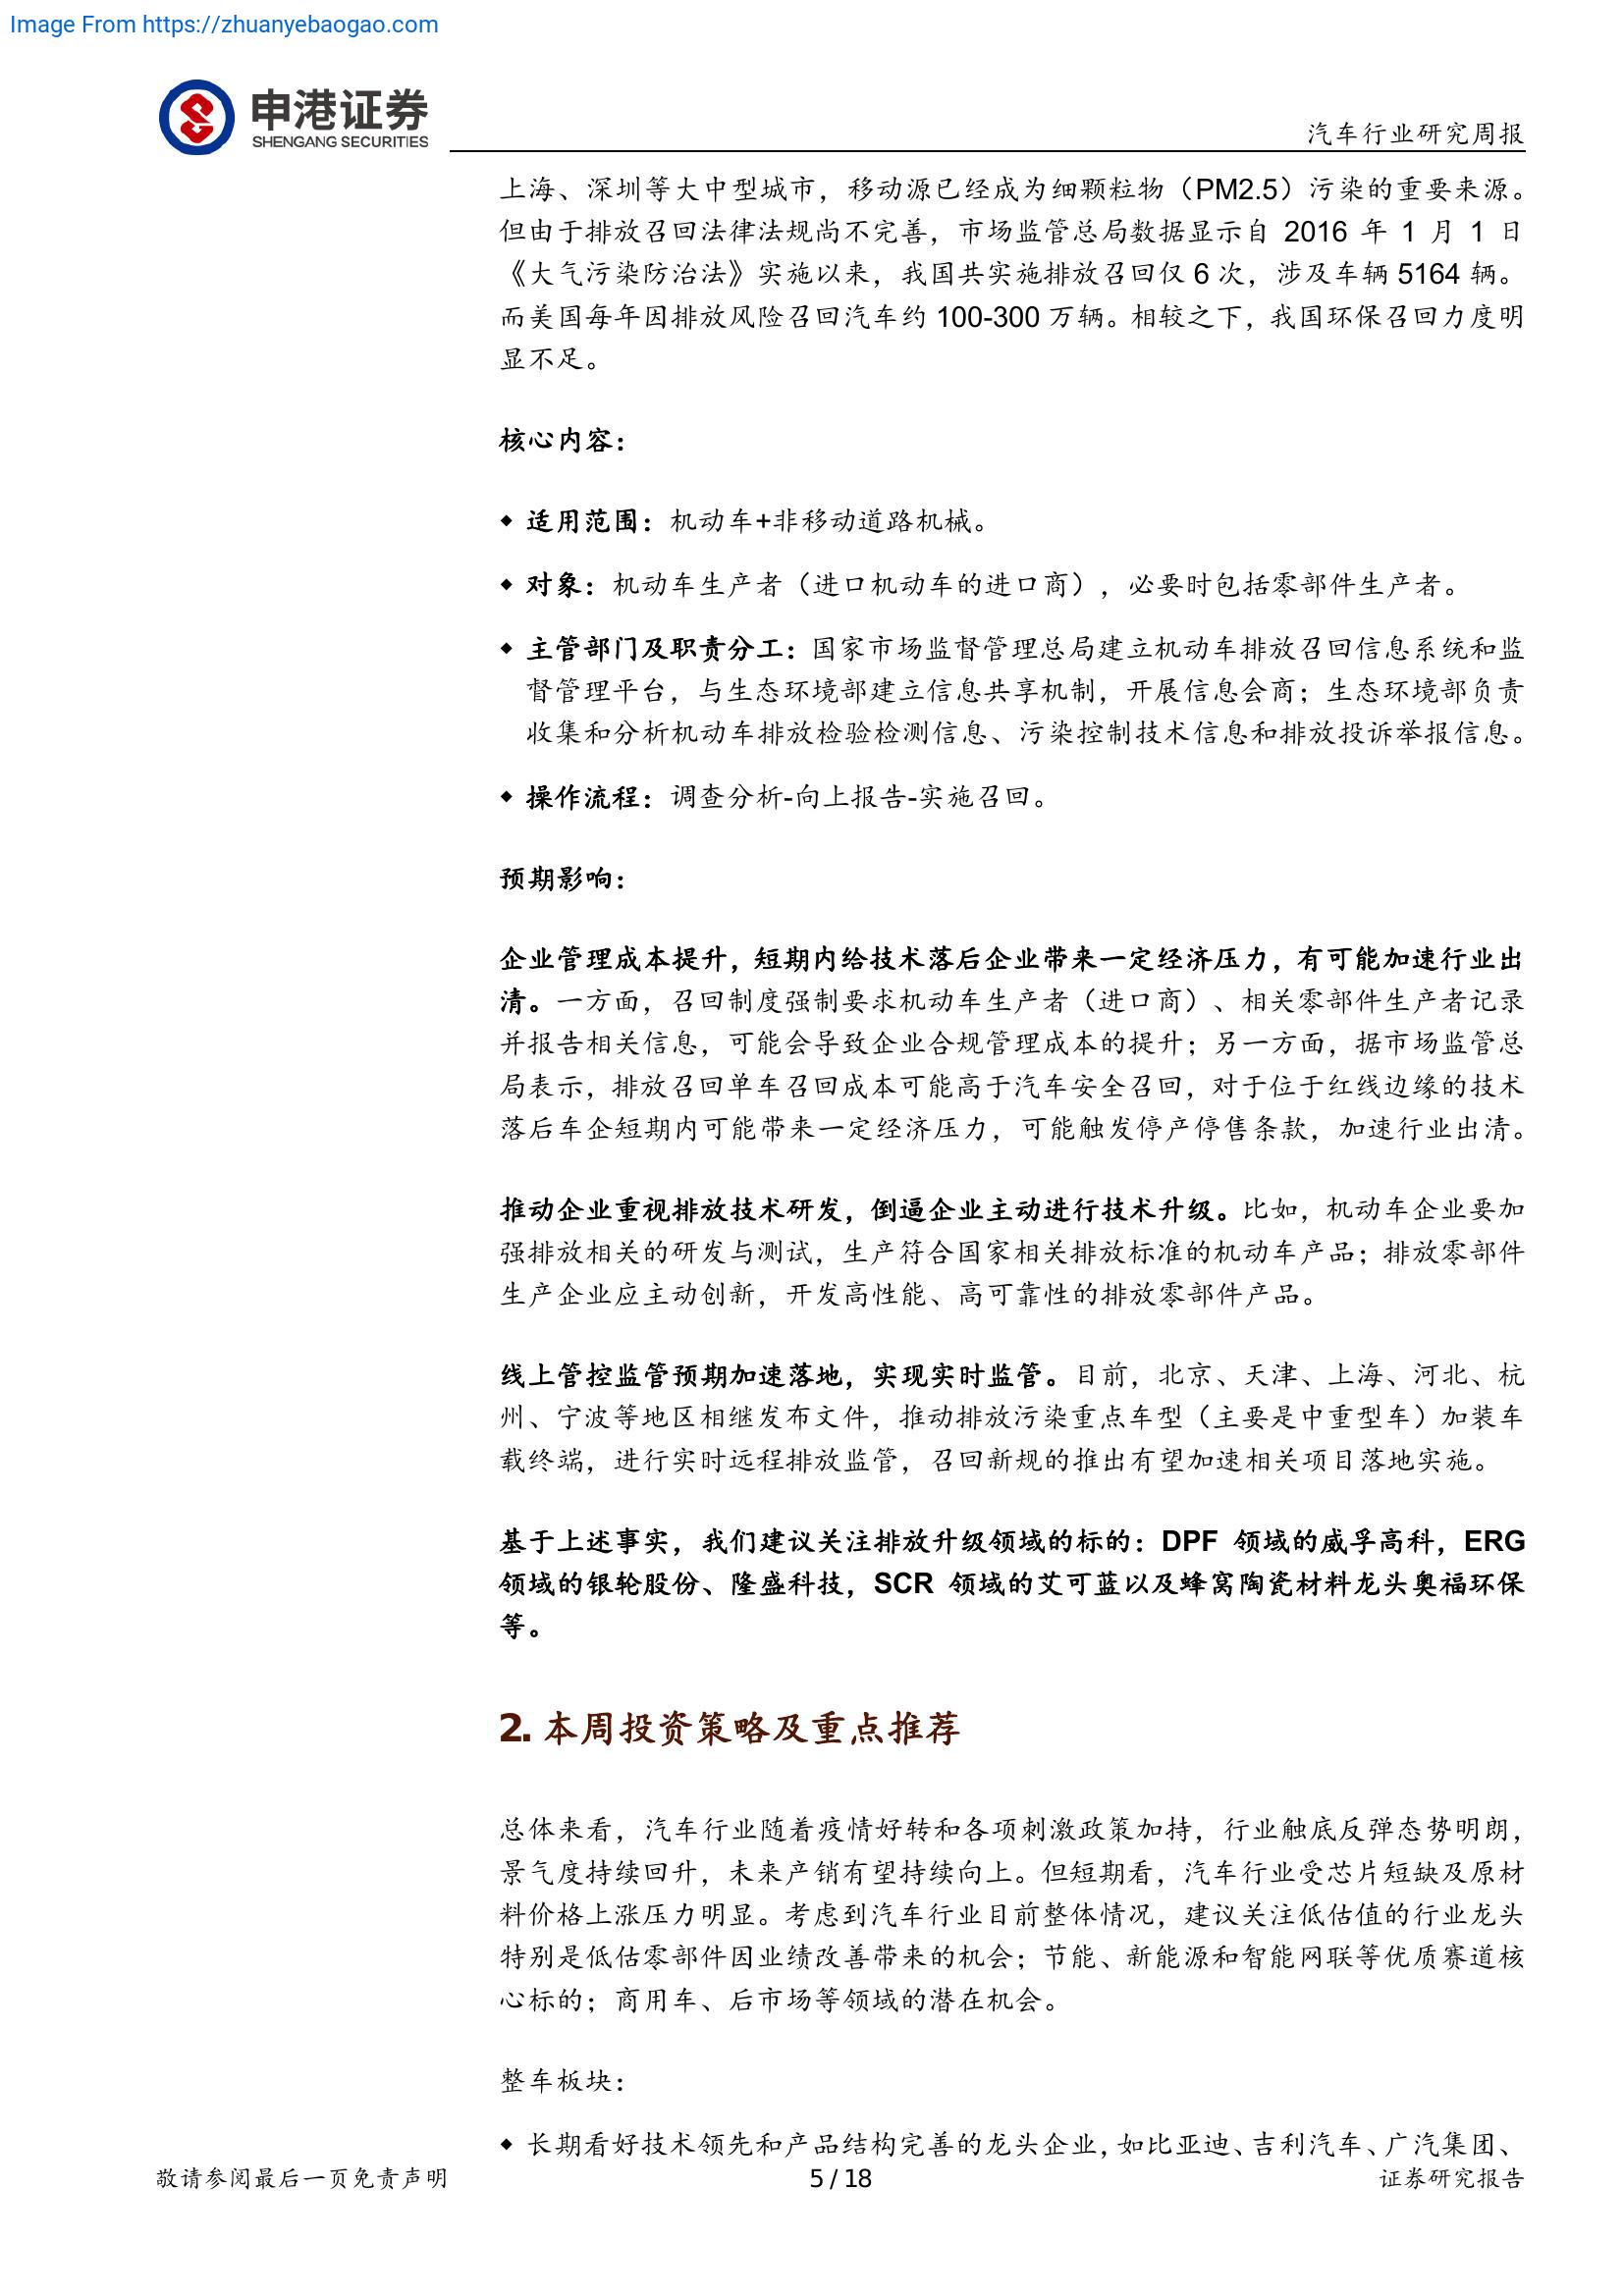 Image From https://zhuanyebaogao.com
申港证券
SHENGANG SECURITIES
汽车行业研究周报
上海、深圳等大中型城市，移动源已经成为细颗粒物（PM2.5）污染的重要来源。
但由于排放召回法律法规尚不完善，市场监管总局数据显示自 2016 年 1 月 1 日
《大气污染防治法》实施以来，我国共实施排放召回仅 6 次，涉及车辆 5164 辆。
而美国每年因排放风险召回汽车约 100-300 万辆。相较之下，我国环保召回力度明
显不足。
核心内容：
◆ 适用范围：机动车+非移动道路机械。
◆ 对象：机动车生产者（进口机动车的进口商），必要时包括零部件生产者。
◆ 主管部门及职责分工：国家市场监督管理总局建立机动车排放召回信息系统和监
督管理平台，与生态环境部建立信息共享机制，开展信息会商；生态环境部负责
收集和分析机动车排放检验检测信息、污染控制技术信息和排放投诉举报信息。
◆ 操作流程：调查分析-向上报告-实施召回。
预期影响：
企业管理成本提升，短期内给技术落后企业带来一定经济压力，有可能加速行业出
清。一方面，召回制度强制要求机动车生产者（进口商）、相关零部件生产者记录
并报告相关信息，可能会导致企业合规管理成本的提升；另一方面，据市场监管总
局表示，排放召回单车召回成本可能高于汽车安全召回，对于位于红线边缘的技术
落后车企短期内可能带来一定经济压力，可能触发停产停售条款，加速行业出清。
推动企业重视排放技术研发，倒逼企业主动进行技术升级。比如，机动车企业要加
强排放相关的研发与测试，生产符合国家相关排放标准的机动车产品；排放零部件
生产企业应主动创新，开发高性能、高可靠性的排放零部件产品。
线上管控监管预期加速落地，实现实时监管。目前，北京、天津、上海、河北、杭
州、宁波等地区相继发布文件，推动排放污染重点车型（主要是中重型车）加装车
载终端，进行实时远程排放监管，召回新规的推出有望加速相关项目落地实施。
基于上述事实，我们建议关注排放升级领域的标的：DPF 领域的威孚高科，ERG
领域的银轮股份、隆盛科技，SCR 领域的艾可蓝以及蜂窝陶瓷材料龙头奥福环保
等。
2. 本周投资策略及重点推荐
总体来看，汽车行业随着疫情好转和各项刺激政策加持，行业触底反弹态势明朗，
景气度持续回升，未来产销有望持续向上。但短期看，汽车行业受芯片短缺及原材
料价格上涨压力明显。考虑到汽车行业目前整体情况，建议关注低估值的行业龙头
特别是低估零部件因业绩改善带来的机会；节能、新能源和智能网联等优质赛道核
心标的；商用车、后市场等领域的潜在机会。
整车板块：
◆ 长期看好技术领先和产品结构完善的龙头企业，如比亚迪、吉利汽车、广汽集团、
敬请参阅最后一页免责声明
5 / 18
证券研究报告